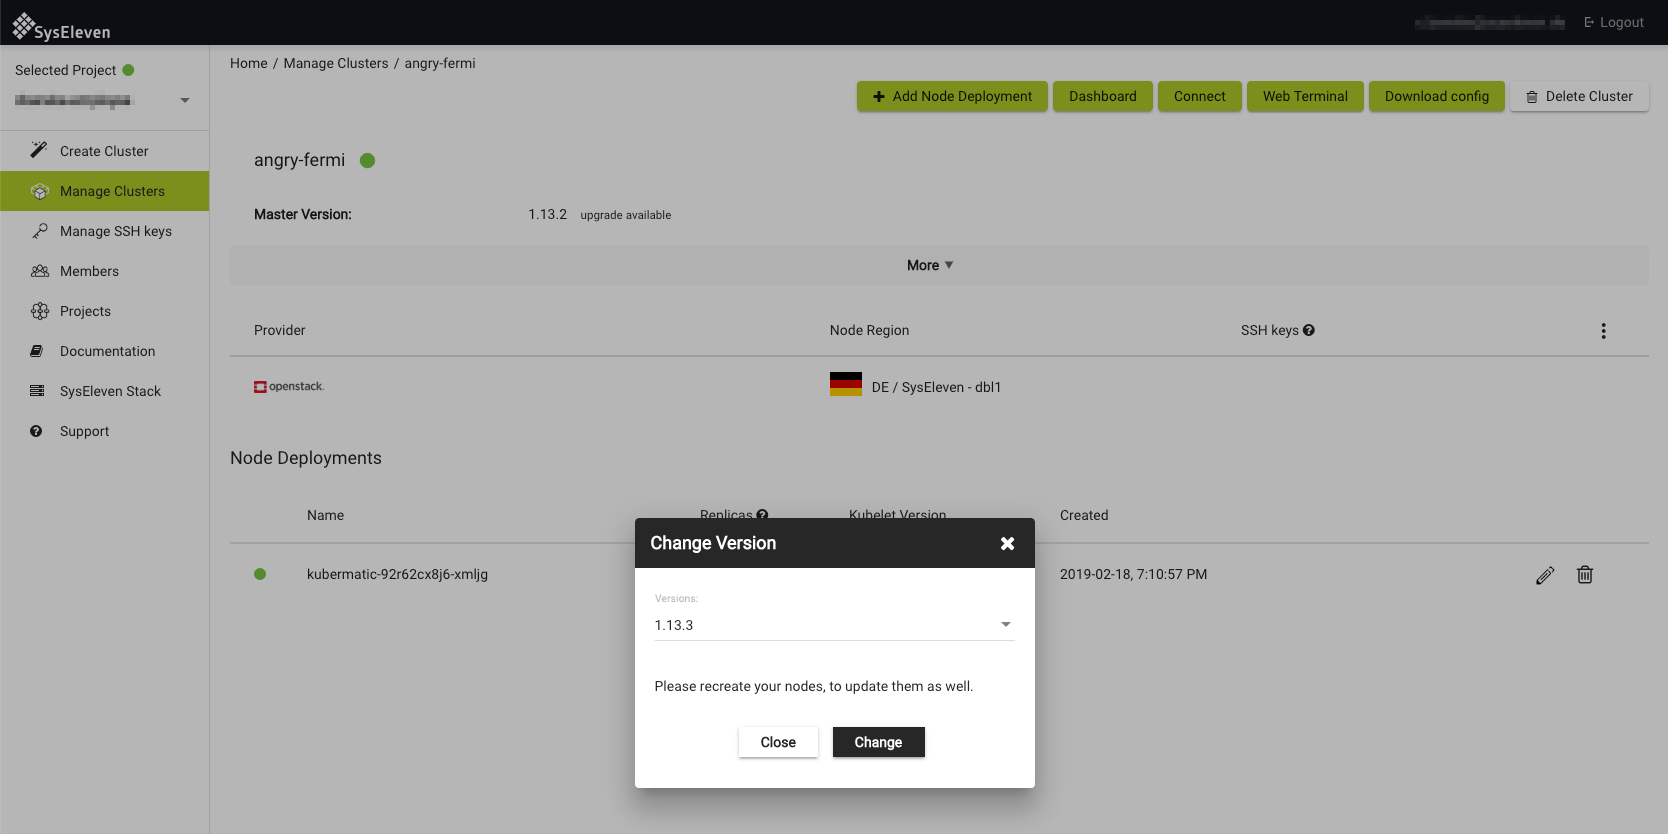 SysEleven
Logout
Selected Project
Home / Manage Clusters / angry-fermi
Add Node Deployment
Dashboard
Connect
Web Terminal
Download config
Delete Cluster
Create Cluster
Manage Clusters
Manage SSH keys
Members
Projects
Documentation
SysEleven Stack
Support
angry-fermi
Master Version: 1.13.2 upgrade available
More
Provider Node Region SSH keys
openstack. DE / SysEleven - dbl1
Node Deployments
Name Replicas Kubelet Version Created
kubermatic-92r62cx8j6-xmljg 2019-02-18, 7:10:57 PM
Change Version
Versions:
1.13.3
Please recreate your nodes, to update them as well.
Close Change